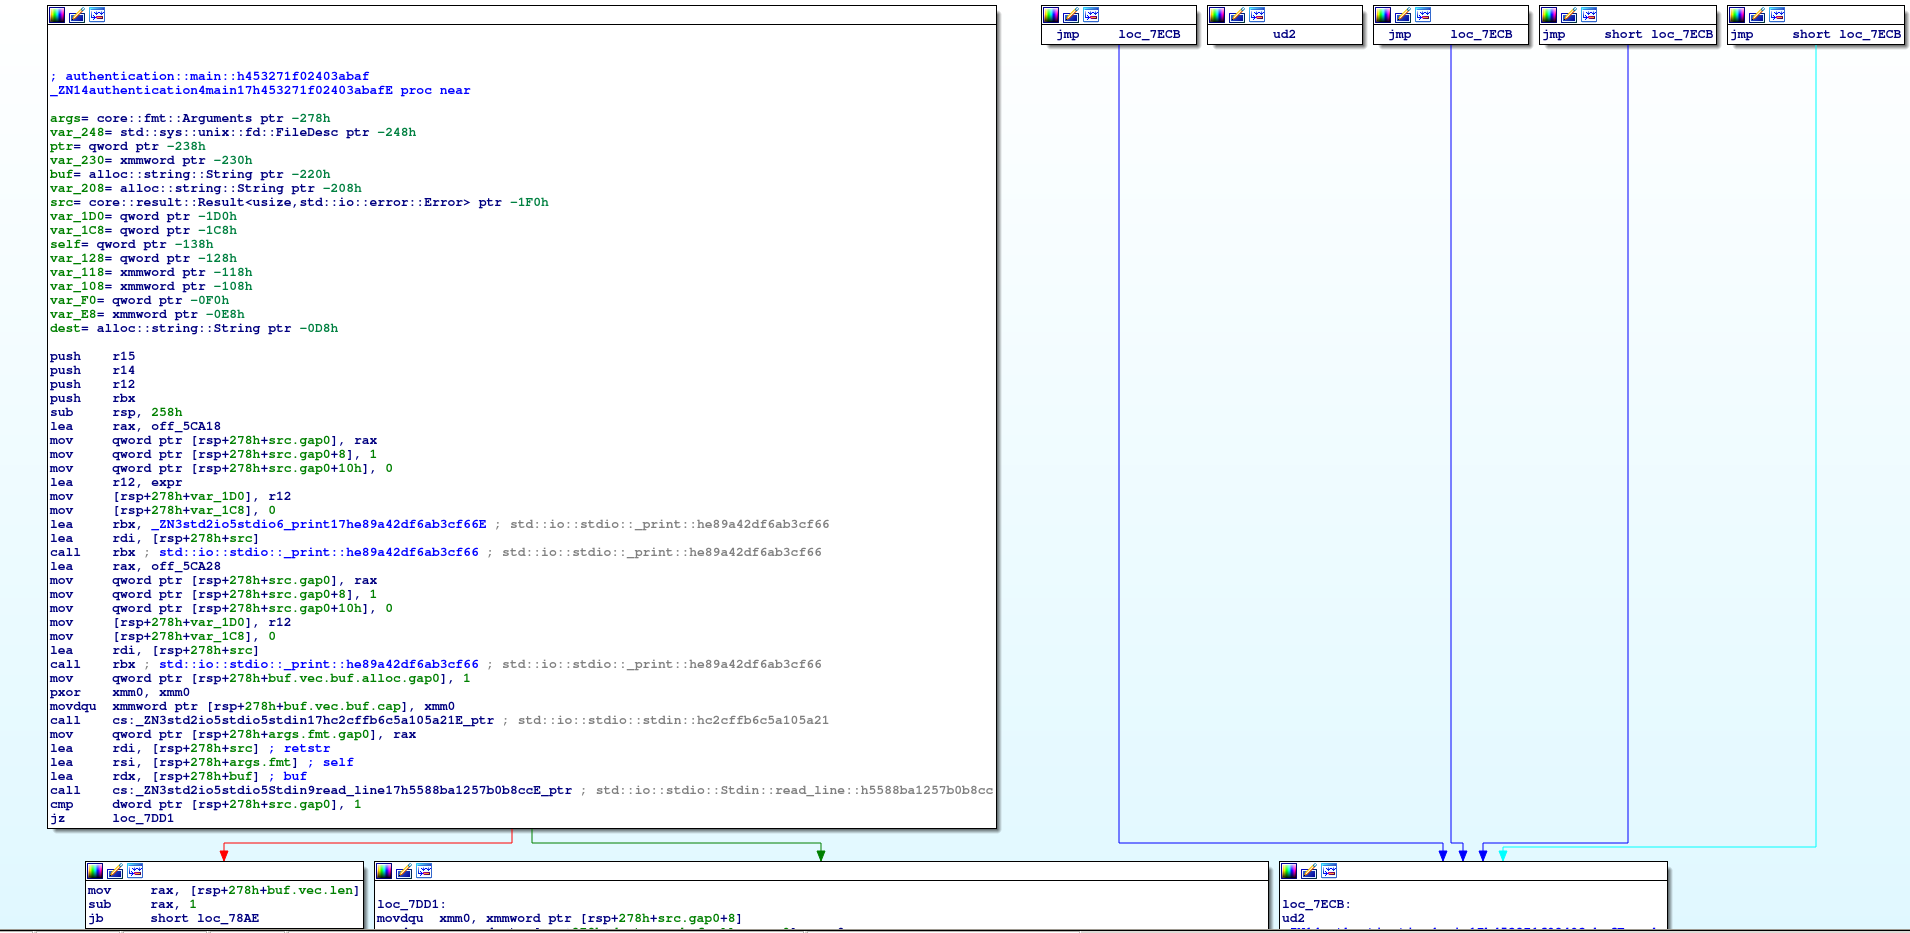 ; authentication::main::h453271f02403abaf
_ZN14authentication4main17h453271f02403abafE proc near
args= core::fmt::Arguments ptr -278h
var_248= std::sys::unix::fd::FileDesc ptr -248h
ptr= qword ptr -238h
var_230= xmmword ptr -230h
buf= alloc::string::String ptr -220h
var_208= alloc::string::String ptr -208h
src= core::result::Result<usize,std::io::error::Error> ptr -1F0h
var_1D0= qword ptr -1D0h
var_1C8= qword ptr -1C8h
self= qword ptr -138h
var_128= qword ptr -128h
var_118= xmmword ptr -118h
var_108= xmmword ptr -108h
var_F0= qword ptr -0F0h
var_E8= xmmword ptr -0E8h
dest= alloc::string::String ptr -0D8h
push r15
push r14
push r12
push rbx
sub rsp, 258h
lea rax, off_5CA18
mov qword ptr [rsp+278h+src.gap0], rax
mov qword ptr [rsp+278h+src.gap0+8], 1
mov qword ptr [rsp+278h+src.gap0+10h], 0
lea r12, expr
mov [rsp+278h+var_1D0], r12
mov [rsp+278h+var_1C8], 0
lea rbx, _ZN3std2io5stdio6_print17he89a42df6ab3cf66E ; std::io::stdio::_print::he89a42df6ab3cf66
lea rdi, [rsp+278h+src]
call rbx ; std::io::stdio::_print::he89a42df6ab3cf66 ; std::io::stdio::_print::he89a42df6ab3cf66
lea rax, off_5CA28
mov qword ptr [rsp+278h+src.gap0], rax
mov qword ptr [rsp+278h+src.gap0+8], 1
mov qword ptr [rsp+278h+src.gap0+10h], 0
mov [rsp+278h+var_1D0], r12
mov [rsp+278h+var_1C8], 0
lea rdi, [rsp+278h+src]
call rbx ; std::io::stdio::_print::he89a42df6ab3cf66 ; std::io::stdio::_print::he89a42df6ab3cf66
mov qword ptr [rsp+278h+buf.vec.buf.alloc.gap0], 1
pxor xmm0, xmm0
movdqu xmmword ptr [rsp+278h+buf.vec.buf.cap], xmm0
call cs:_ZN3std2io5stdio5stdin17hc2cffb6c5a105a21E_ptr ; std::io::stdio::stdin::hc2cffb6c5a105a21
mov qword ptr [rsp+278h+args.fmt.gap0], rax
lea rdi, [rsp+278h+src] ; retstr
lea rsi, [rsp+278h+args.fmt] ; self
lea rdx, [rsp+278h+buf] ; buf
call cs:_ZN3std2io5stdio5Stdin9read_line17h5588ba1257b0b8ccE_ptr ; std::io::stdio::Stdin::read_line::h5588ba1257b0b8cc
cmp dword ptr [rsp+278h+src.gap0], 1
jz loc_7DD1
jmp loc_7ECB
ud2
jmp loc_7ECB
jmp short loc_7ECB
jmp short loc_7ECB
mov rax, [rsp+278h+buf.vec.len]
sub rax, 1
jb short loc_78AE
loc_7DD1:
movdqu xmm0, xmmword ptr [rsp+278h+src.gap0+8]
loc_7ECB:
ud2